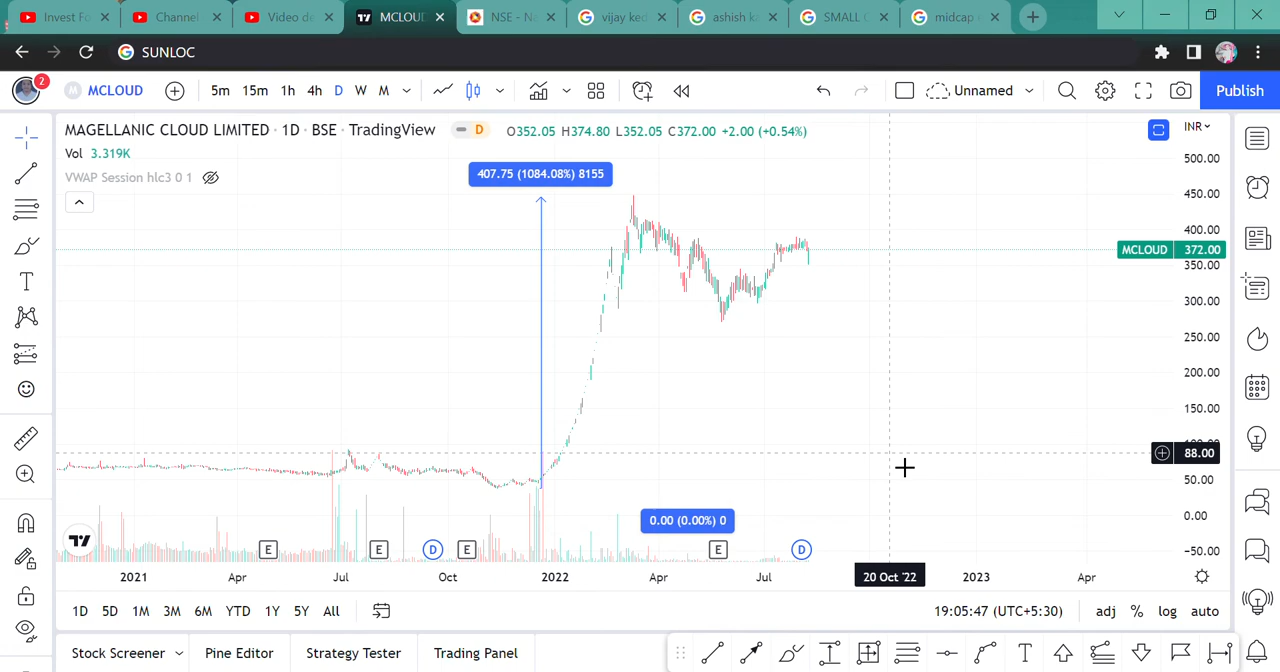 Invest Fo
Channel
Video de
MCLOUD
NSE - Na
vijay ked
ashish ka
SMALL C
midcap
SUNLOC
2
M MCLOUD
5m 15m 1h 4h D W M
Unnamed
Publish
MAGELLANIC CLOUD LIMITED · 1D · BSE · TradingView
D
O352.05 H374.80 L352.05 C372.00 +2.00 (+0.54%)
INR
Vol 3.319K
VWAP Session hlc3 0 1
407.75 (1084.08%) 8155
500.00
450.00
400.00
MCLOUD 372.00
350.00
300.00
250.00
200.00
150.00
100.00
88.00
50.00
0.00
−50.00
0.00 (0.00%) 0
E E D E E D
2021 Apr Jul Oct 2022 Apr Jul 20 Oct '22 2023 Apr
1D 5D 1M 3M 6M YTD 1Y 5Y All
19:05:47 (UTC+5:30) adj % log auto
Stock Screener Pine Editor Strategy Tester Trading Panel